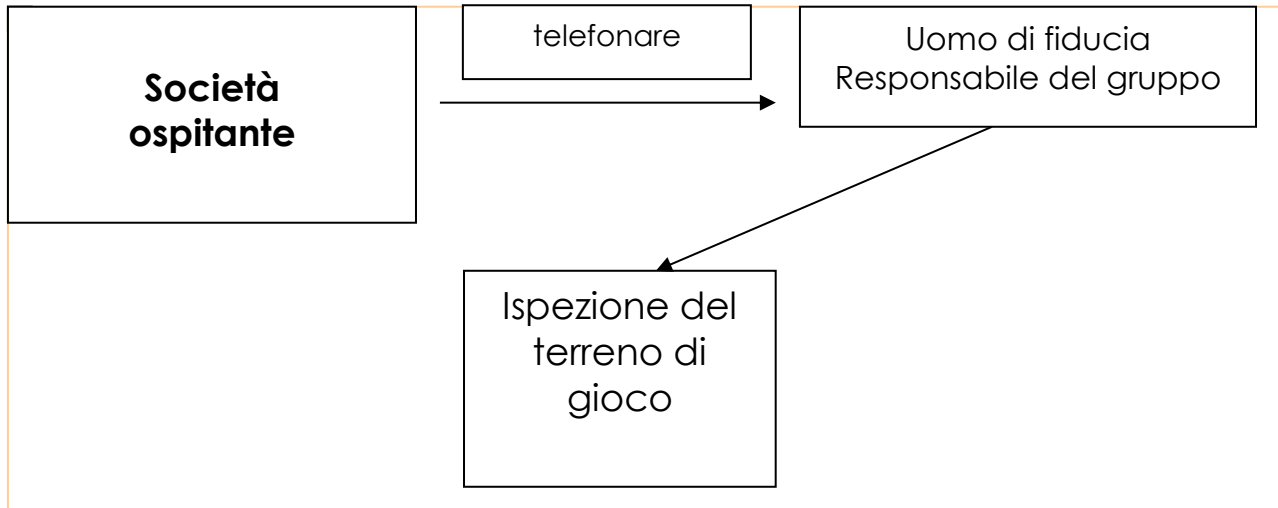 Società
ospitante
telefonare
Uomo di fiducia
Responsabile del gruppo
Ispezione del
terreno di
gioco